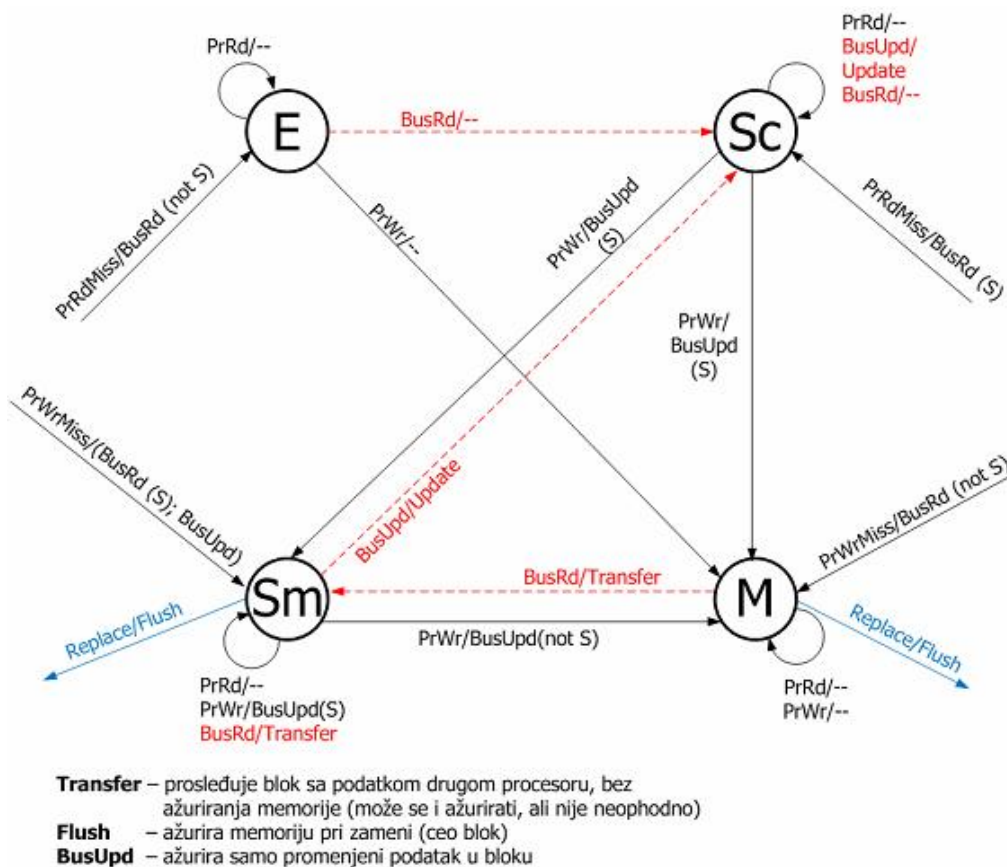 PrRd/--
PrRd/--
BusUpd/
Update
BusRd/--
E
BusRd/--
Sc
PrRdMiss/BusRd (not S)
PrWr/--
PrWr/BusUpd
(S)
PrRdMiss/BusRd (S)
PrWr/
BusUpd
(S)
PrWrMiss/(BusRd (S); BusUpd)
BusUpd/Update
PrWrMiss/BusRd (not S)
Sm
BusRd/Transfer
M
Replace/Flush
PrWr/BusUpd(not S)
Replace/Flush
PrRd/--
PrWr/BusUpd(S)
BusRd/Transfer
PrRd/--
PrWr/--
Transfer – prosleđuje blok sa podatkom drugom procesoru, bez
ažuriranja memorije (može se i ažurirati, ali nije neophodno)
Flush – ažurira memoriju pri zameni (ceo blok)
BusUpd – ažurira samo promenjeni podatak u bloku